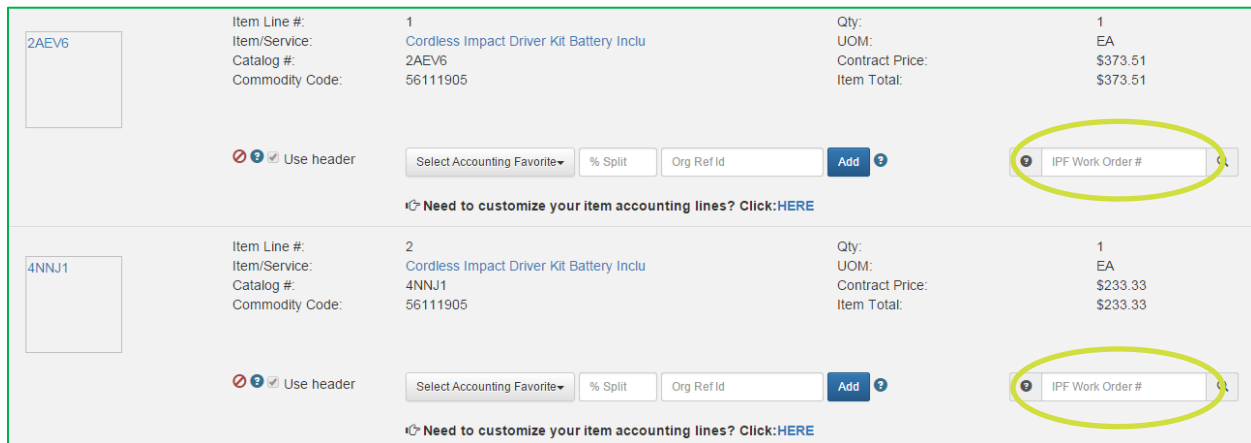 Item Line #: 1 Qty: 1
2AEV6 Item/Service: Cordless Impact Driver Kit Battery Inclu UOM: EA
Catalog #: 2AEV6 Contract Price: $373.51
Commodity Code: 56111905 Item Total: $373.51
Use header Select Accounting Favorite % Split Org Ref Id Add IPF Work Order #
Need to customize your item accounting lines? Click:HERE
Item Line #: 2 Qty: 1
4NNJ1 Item/Service: Cordless Impact Driver Kit Battery Inclu UOM: EA
Catalog #: 4NNJ1 Contract Price: $233.33
Commodity Code: 56111905 Item Total: $233.33
Use header Select Accounting Favorite % Split Org Ref Id Add IPF Work Order #
Need to customize your item accounting lines? Click:HERE